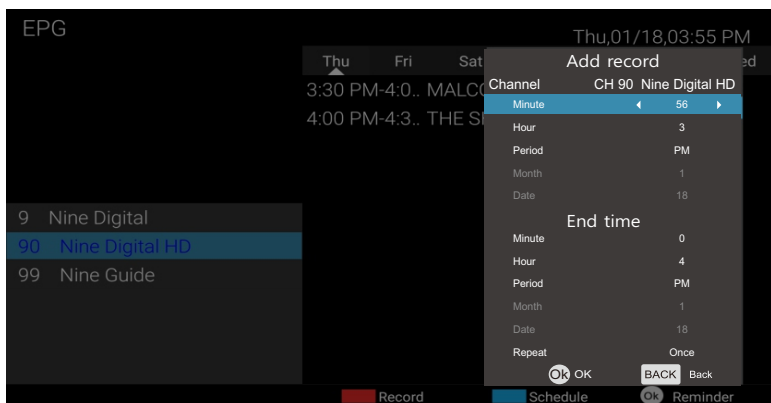 EPG
Thu,01/18,03:55 PM
Thu Fri Sat ed
3:30 PM-4:0.. MALCO
4:00 PM-4:3.. THE S
Add record
Channel CH 90 Nine Digital HD
Minute 56
Hour 3
Period PM
Month 1
Date 18
End time
Minute 0
Hour 4
Period PM
Month 1
Date 18
Repeat Once
Ok OK BACK Back
9 Nine Digital
90 Nine Digital HD
99 Nine Guide
Record Schedule Ok Reminder